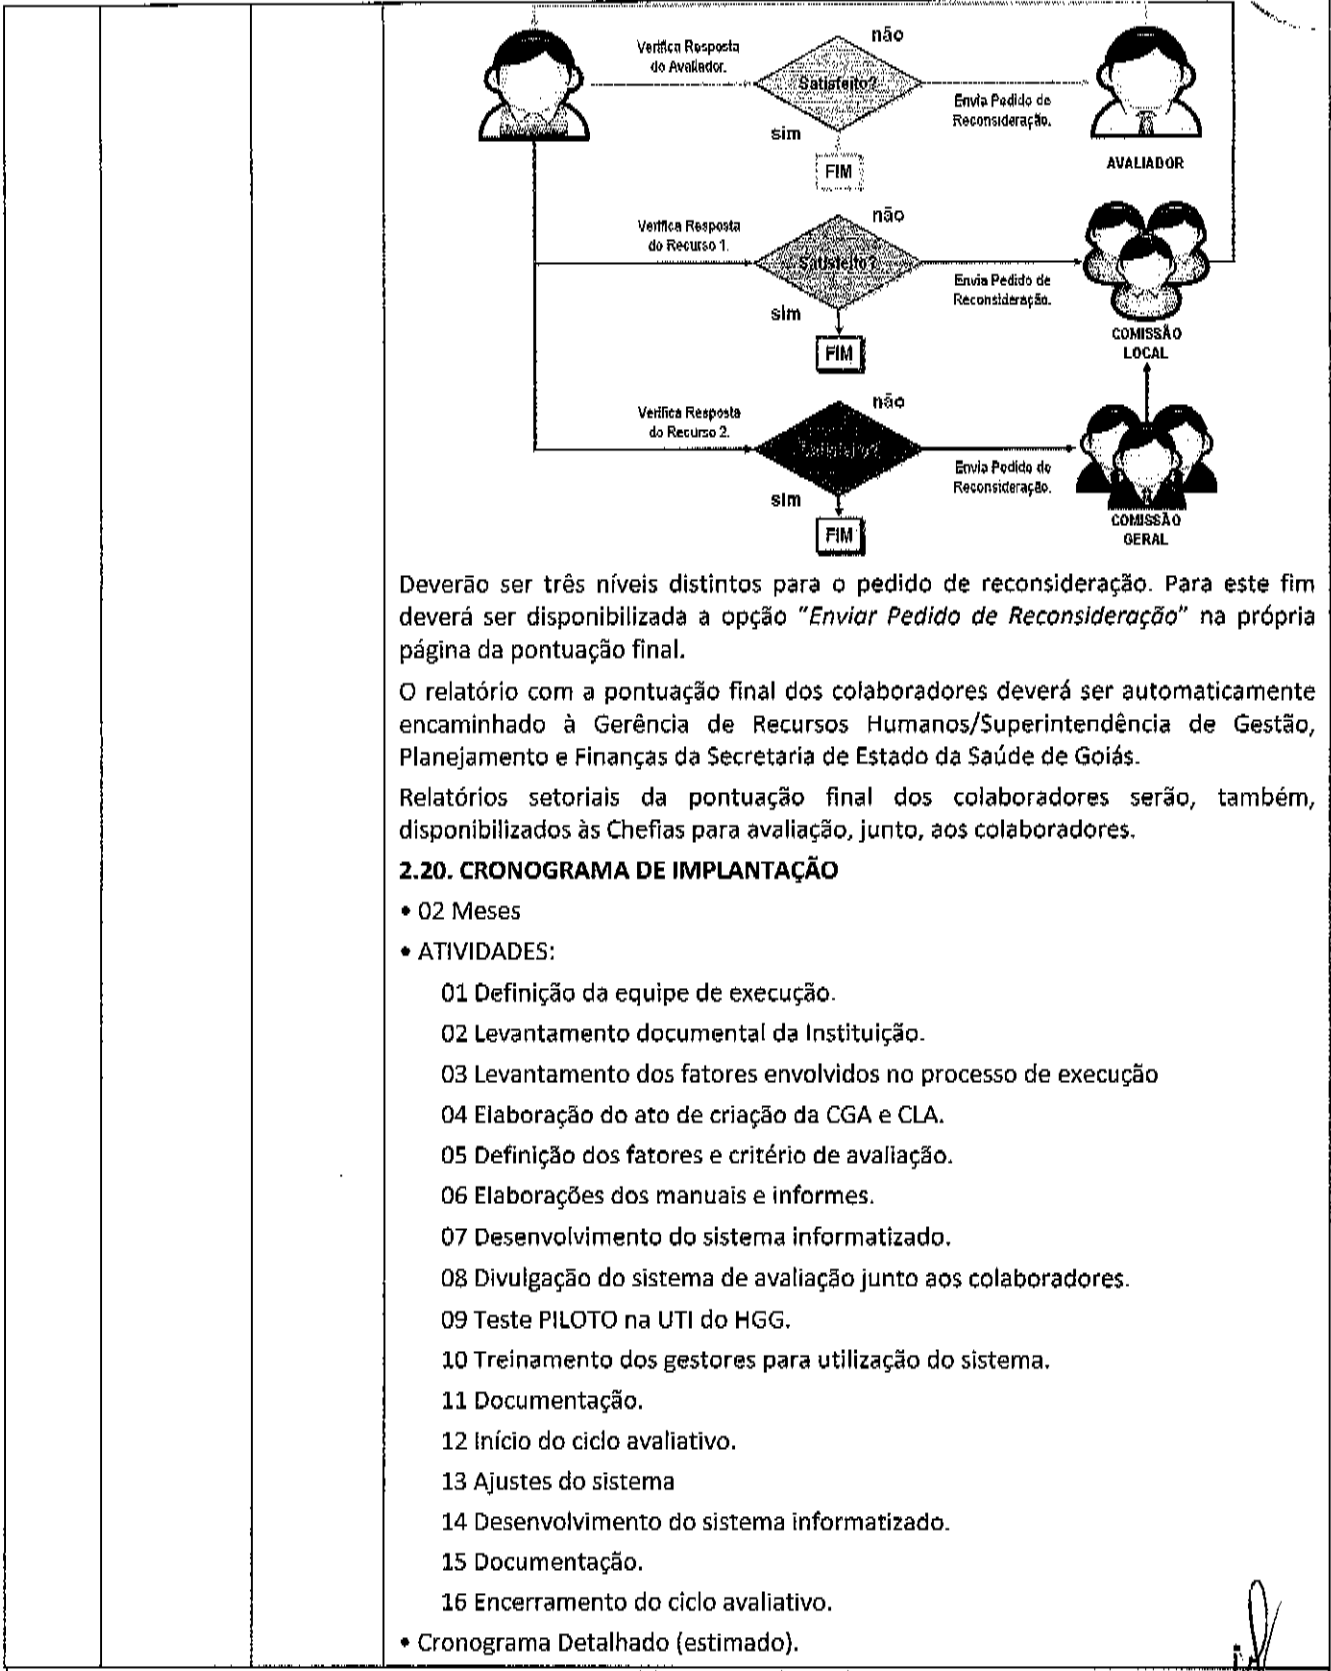 não
Verifica Resposta
do Avaliador.
Satisfeito?
Envia Pedido de
Reconsideração.
sim
FIM
AVALIADOR
não
Verifica Resposta
do Recurso 1.
Satisfeito?
Envia Pedido de
Reconsideração.
sim
FIM
COMISSÃO
LOCAL
não
Verifica Resposta
do Recurso 2.
Satisfeito?
Envia Pedido de
Reconsideração.
sim
FIM
COMISSÃO
GERAL
Deverão ser três níveis distintos para o pedido de reconsideração. Para este fim
deverá ser disponibilizada a opção "Enviar Pedido de Reconsideração" na própria
página da pontuação final.
O relatório com a pontuação final dos colaboradores deverá ser automaticamente
encaminhado à Gerência de Recursos Humanos/Superintendência de Gestão,
Planejamento e Finanças da Secretaria de Estado da Saúde de Goiás.
Relatórios setoriais da pontuação final dos colaboradores serão, também,
disponibilizados às Chefias para avaliação, junto, aos colaboradores.
2.20. CRONOGRAMA DE IMPLANTAÇÃO
• 02 Meses
• ATIVIDADES:
01 Definição da equipe de execução.
02 Levantamento documental da Instituição.
03 Levantamento dos fatores envolvidos no processo de execução
04 Elaboração do ato de criação da CGA e CLA.
05 Definição dos fatores e critério de avaliação.
06 Elaborações dos manuais e informes.
07 Desenvolvimento do sistema informatizado.
08 Divulgação do sistema de avaliação junto aos colaboradores.
09 Teste PILOTO na UTI do HGG.
10 Treinamento dos gestores para utilização do sistema.
11 Documentação.
12 Início do ciclo avaliativo.
13 Ajustes do sistema
14 Desenvolvimento do sistema informatizado.
15 Documentação.
16 Encerramento do ciclo avaliativo.
• Cronograma Detalhado (estimado).